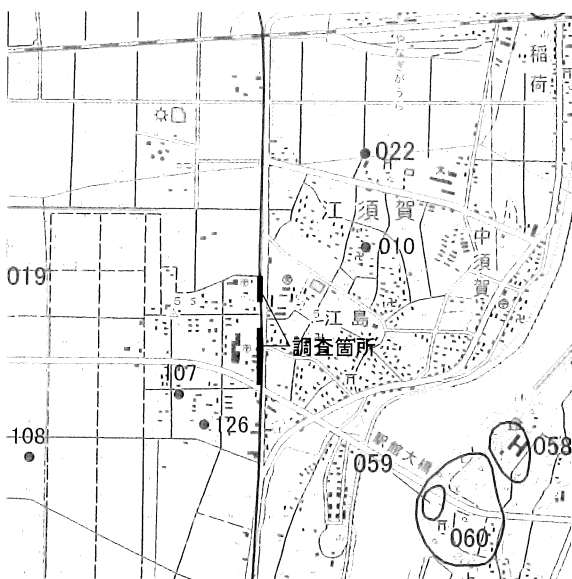 稲荷
やなぎがうら
022
江須賀
中須賀
010
019
江島
調査箇所
107
126
108
駅館大橋
059
058
060